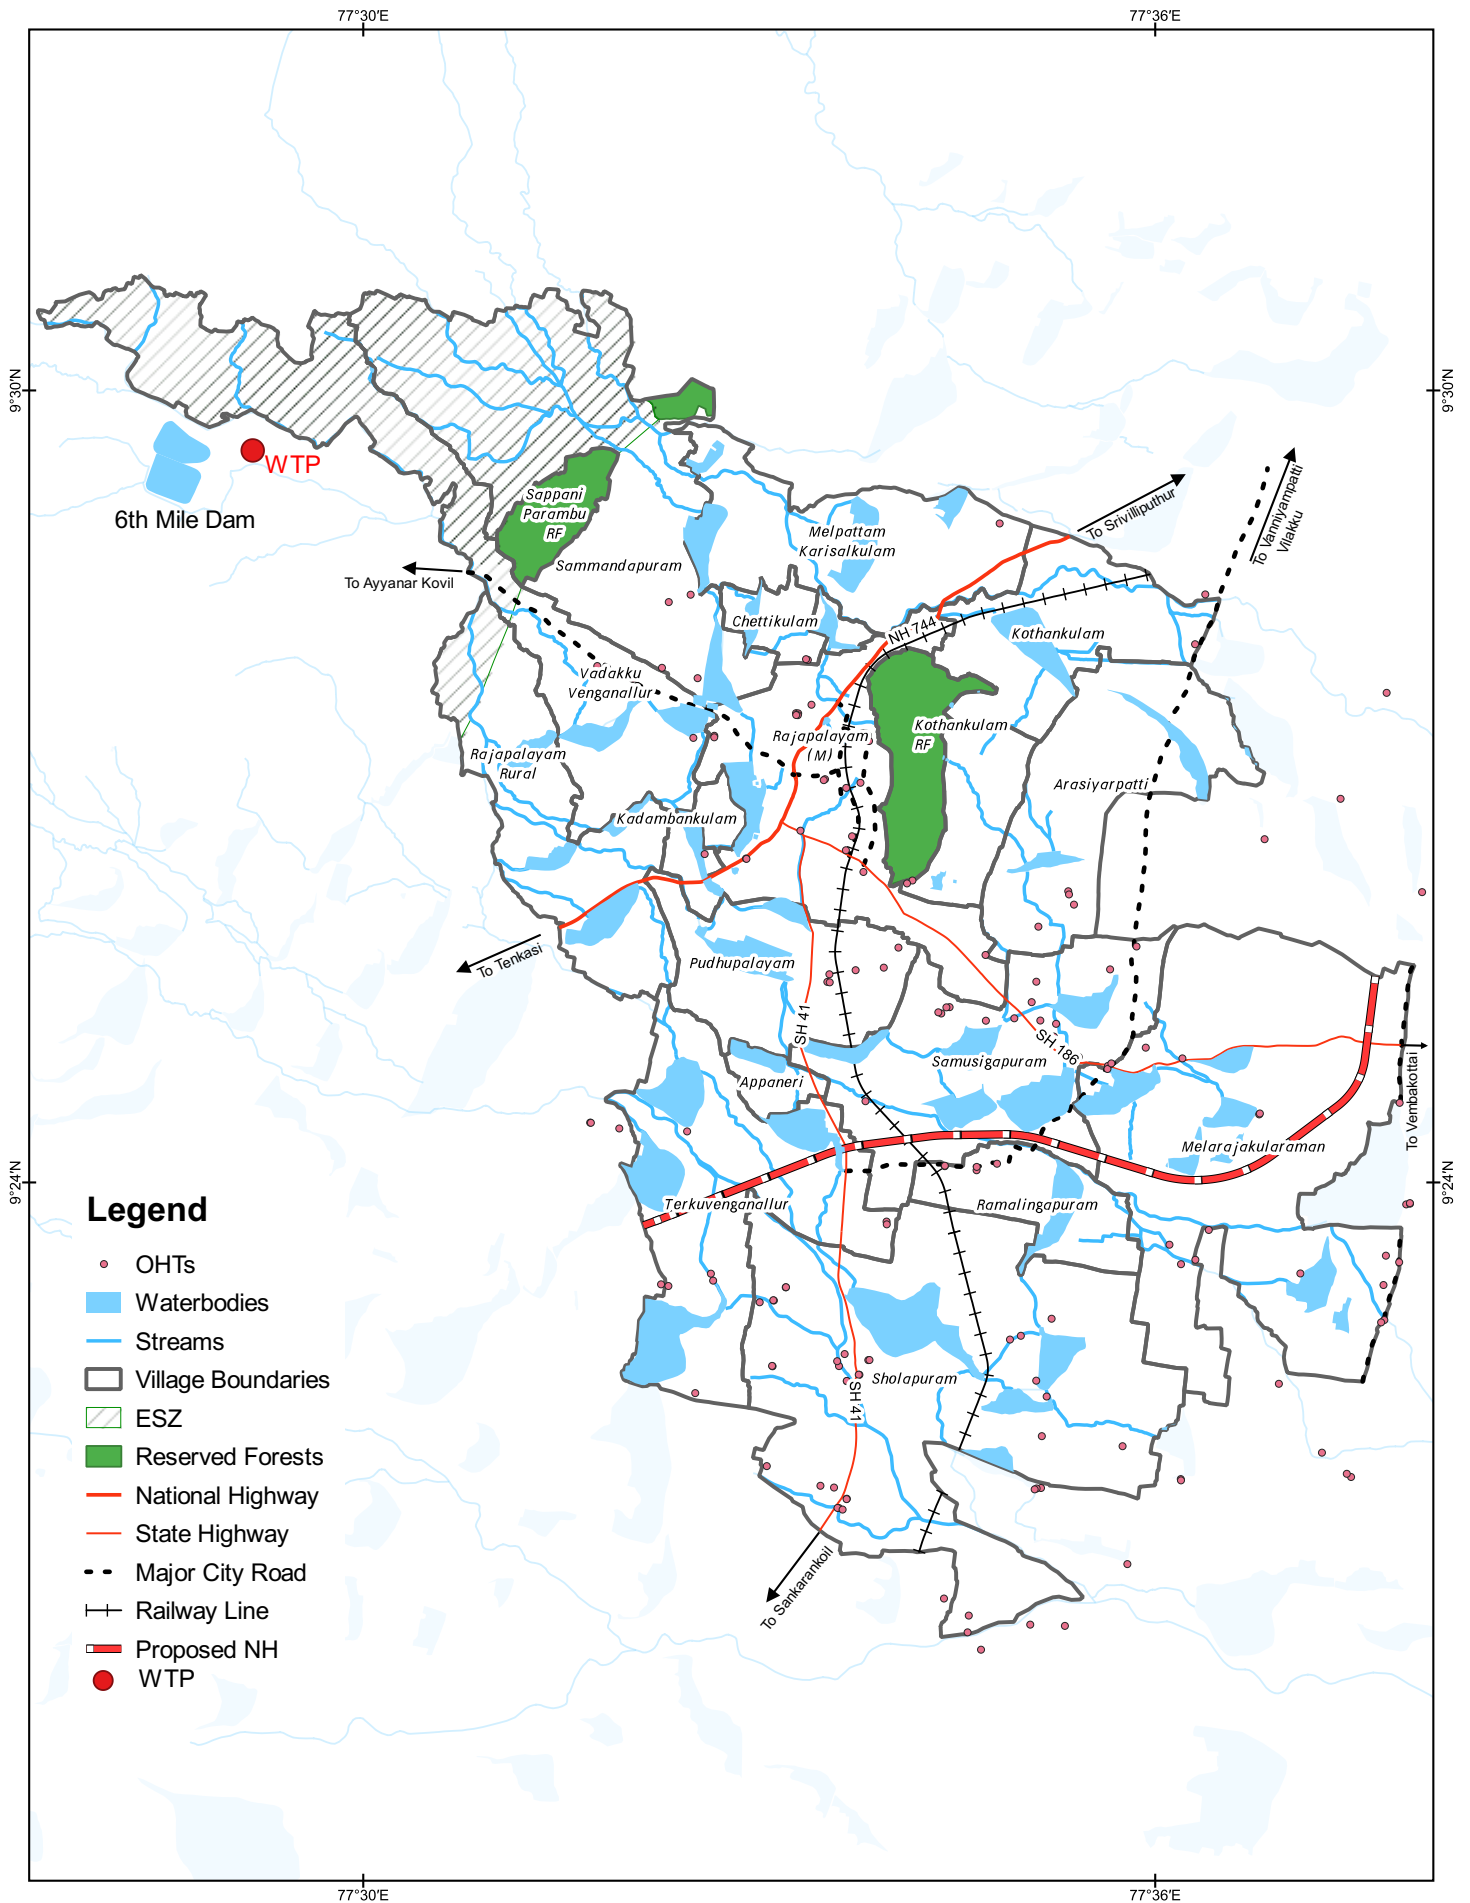 77°30'E
77°36'E
9°30'N
9°30'N
WTP
6th Mile Dam
Sappani
Parambu
RF
To Ayyanar Kovil
Sammandapuram
Melpattam
Karisalkulam
To Srivilliputhur
To Vanniyampatti
Vilakku
Chettikulam
NH 744
Kothankulam
Vadakku
Venganallur
Kothankulam
RF
Rajapalayam
(M)
Rajapalayam
Rural
Arasiyarpatti
Kadambankulam
To Tenkasi
Pudhupalayam
SH 41
SH 186
Samusigapuram
Appaneri
To Vembakottai
Melarajakularaman
9°24'N
9°24'N
Terkuvenganallur
Ramalingapuram
Sholapuram
SH 41
To Sankarankoil
Legend
OHTs
Waterbodies
Streams
Village Boundaries
ESZ
Reserved Forests
National Highway
State Highway
Major City Road
Railway Line
Proposed NH
WTP
77°30'E
77°36'E